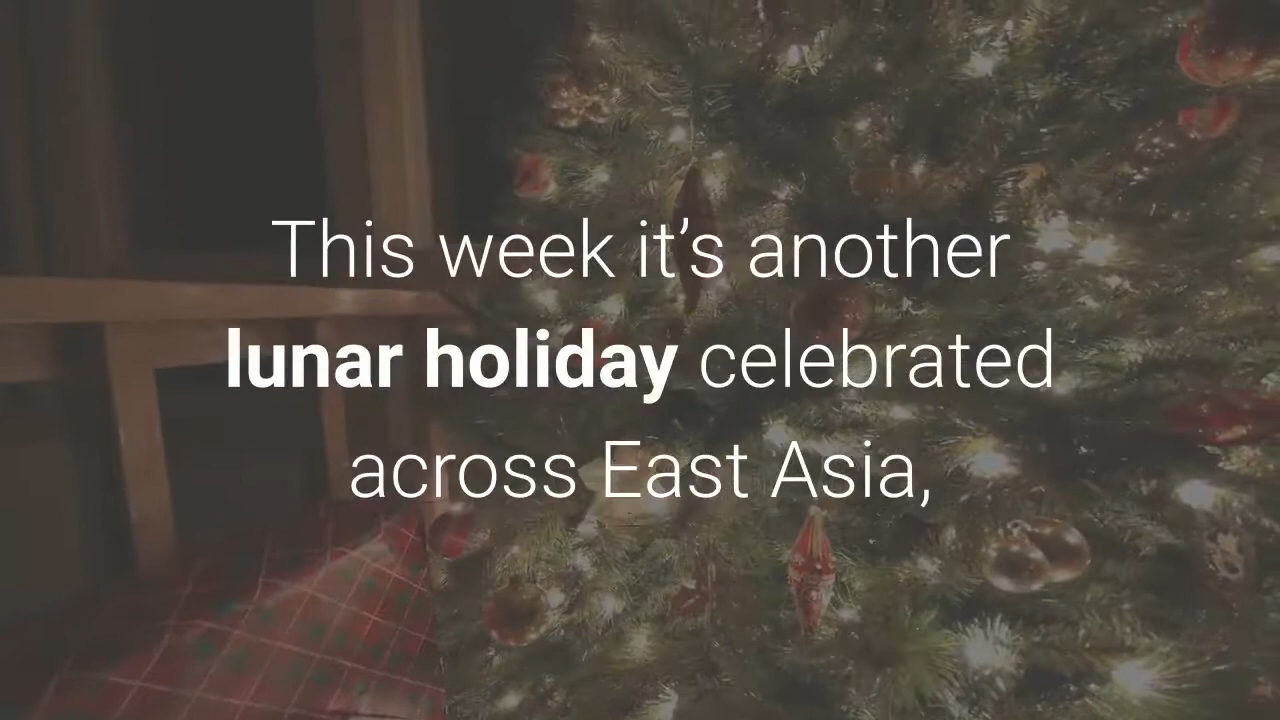 This week it’s another
lunar holiday celebrated
across East Asia,